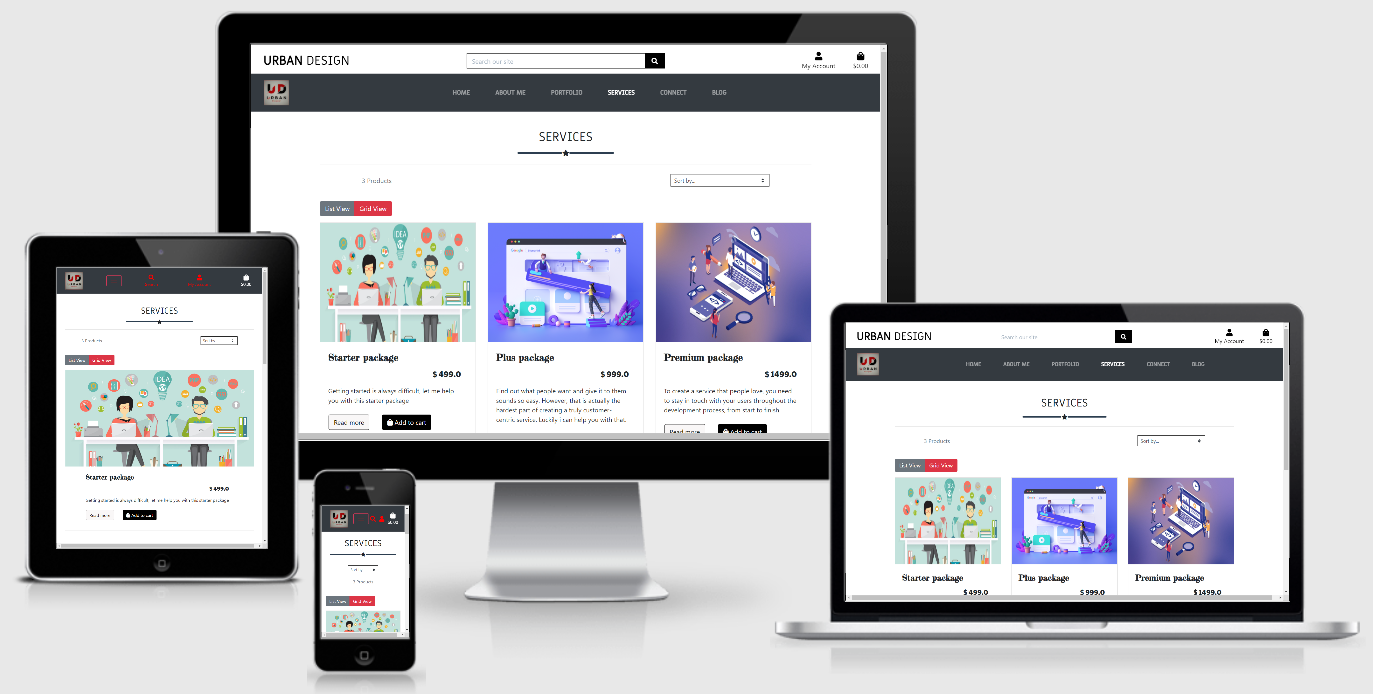 URBAN DESIGN
Search our site
My Account
$0.00
UD
URBAN
HOME ABOUT ME PORTFOLIO SERVICES CONNECT BLOG
SERVICES
3 Products
Sort by...
List View Grid View
IDEA
Starter package
$ 499.0
Getting started is always difficult, let me help
you with this starter package
Read more
Add to cart
Plus package
$ 999.0
Find out what people want and give it to them
sounds so easy. However, that is actually the
hardest part of creating a truly customer-
centric service. Luckily i can help you with that.
Premium package
$ 1499.0
To create a service that people love, you need
to stay in touch with your users throughout the
development process, from start to finish
Read more
Add to cart
UD
URBAN
$0.00
SERVICES
3 Products
Sort by...
List View Grid View
IDEA
Starter package
$ 499.0
Getting started is always difficult, let me help you with this starter package
Read more
Add to cart
UD
URBAN
$0.00
SERVICES
Sort by...
3 Products
List View Grid View
URBAN DESIGN
Search our site
My Account
$0.00
UD
URBAN
HOME ABOUT ME PORTFOLIO SERVICES CONNECT BLOG
SERVICES
3 Products
Sort by...
List View Grid View
Starter package
$ 499.0
Plus package
$ 999.0
Premium package
$ 1499.0